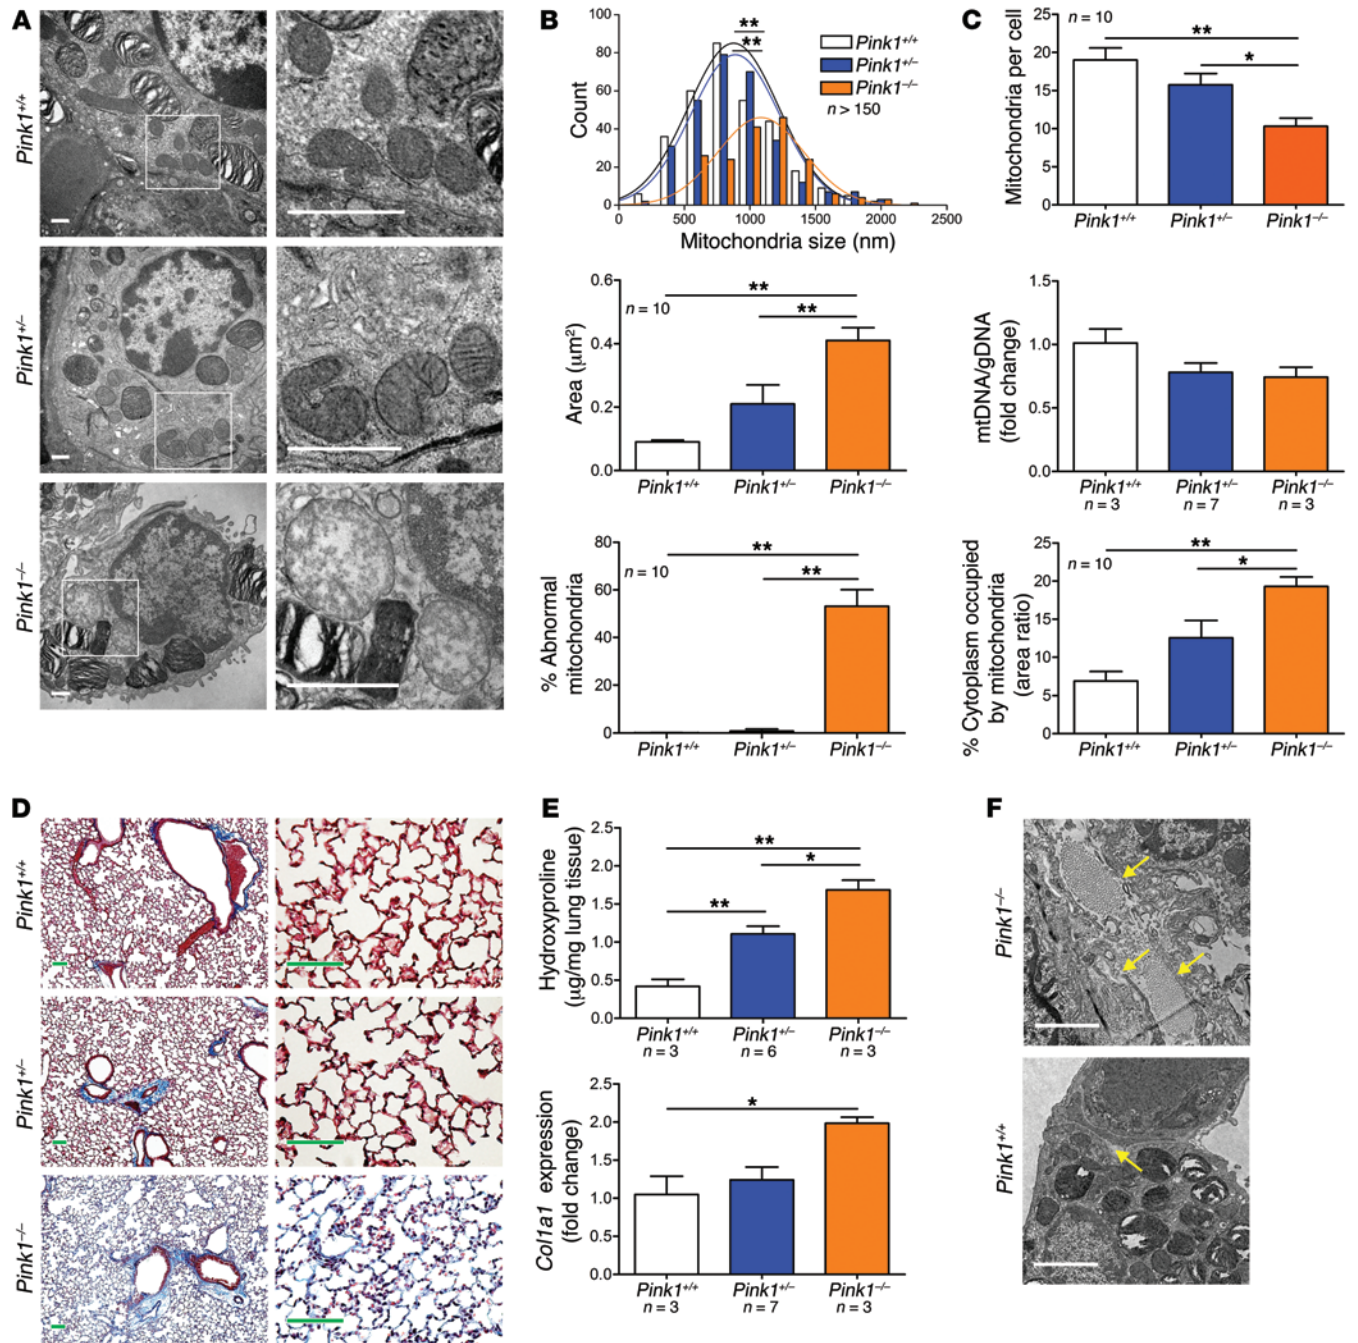 A
Pink1+/+
Pink1+/–
Pink1–/–
B
100
80
60
40
20
0
Count
**
**
Pink1+/+
Pink1+/–
Pink1–/–
n > 150
0 500 1000 1500 2000 2500
Mitochondria size (nm)
0.6
0.4
0.2
0.0
Area (μm²)
n = 10
**
**
Pink1+/+ Pink1+/– Pink1–/–
80
60
40
20
0
% Abnormal
mitochondria
n = 10
**
**
Pink1+/+ Pink1+/– Pink1–/–
C
25
20
15
10
5
0
Mitochondria per cell
n = 10
**
*
Pink1+/+ Pink1+/– Pink1–/–
1.5
1.0
0.5
0.0
mtDNA/gDNA
(fold change)
Pink1+/+ Pink1+/– Pink1–/–
n = 3 n = 7 n = 3
25
20
15
10
5
0
% Cytoplasm occupied
by mitochondria
(area ratio)
n = 10
**
*
Pink1+/+ Pink1+/– Pink1–/–
D
Pink1+/+
Pink1+/–
Pink1–/–
E
2.5
2.0
1.5
1.0
0.5
0.0
Hydroxyproline
(μg/mg lung tissue)
**
*
**
Pink1+/+ Pink1+/– Pink1–/–
n = 3 n = 6 n = 3
2.5
2.0
1.5
1.0
0.5
0.0
Col1a1 expression
(fold change)
*
Pink1+/+ Pink1+/– Pink1–/–
n = 3 n = 7 n = 3
F
Pink1–/–
Pink1+/+